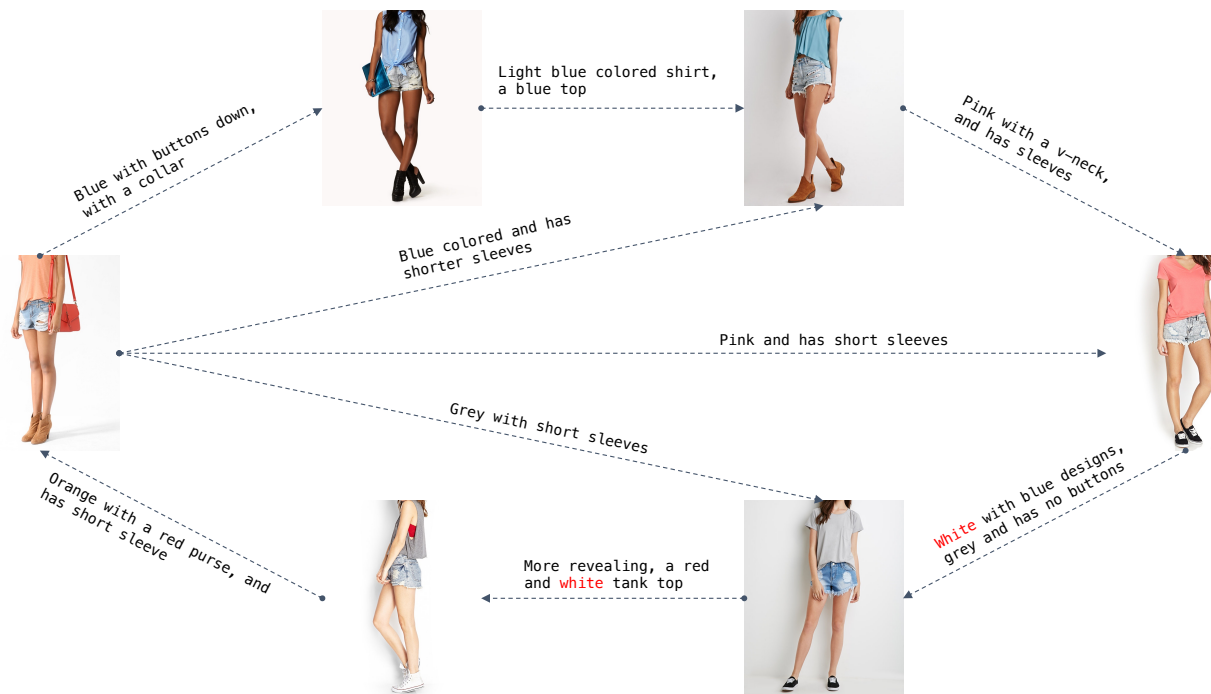 Light blue colored shirt,
a blue top
Blue with buttons down,
with a collar
Pink with a v-neck,
and has sleeves
Blue colored and has
shorter sleeves
Pink and has short sleeves
Grey with short sleeves
White with blue designs,
grey and has no buttons
Orange with a red purse, and
has short sleeve
More revealing, a red
and white tank top